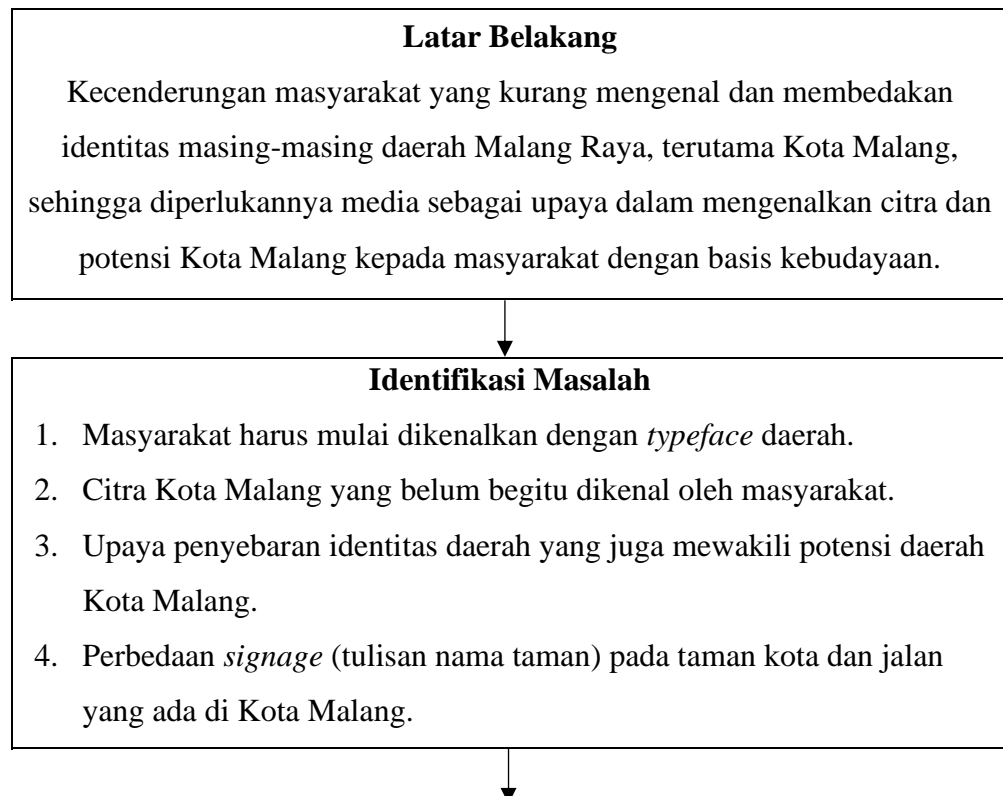 Latar Belakang
Kecenderungan masyarakat yang kurang mengenal dan membedakan
identitas masing-masing daerah Malang Raya, terutama Kota Malang,
sehingga diperlukannya media sebagai upaya dalam mengenalkan citra dan
potensi Kota Malang kepada masyarakat dengan basis kebudayaan.
Identifikasi Masalah
1. Masyarakat harus mulai dikenalkan dengan typeface daerah.
2. Citra Kota Malang yang belum begitu dikenal oleh masyarakat.
3. Upaya penyebaran identitas daerah yang juga mewakili potensi daerah
Kota Malang.
4. Perbedaan signage (tulisan nama taman) pada taman kota dan jalan
yang ada di Kota Malang.